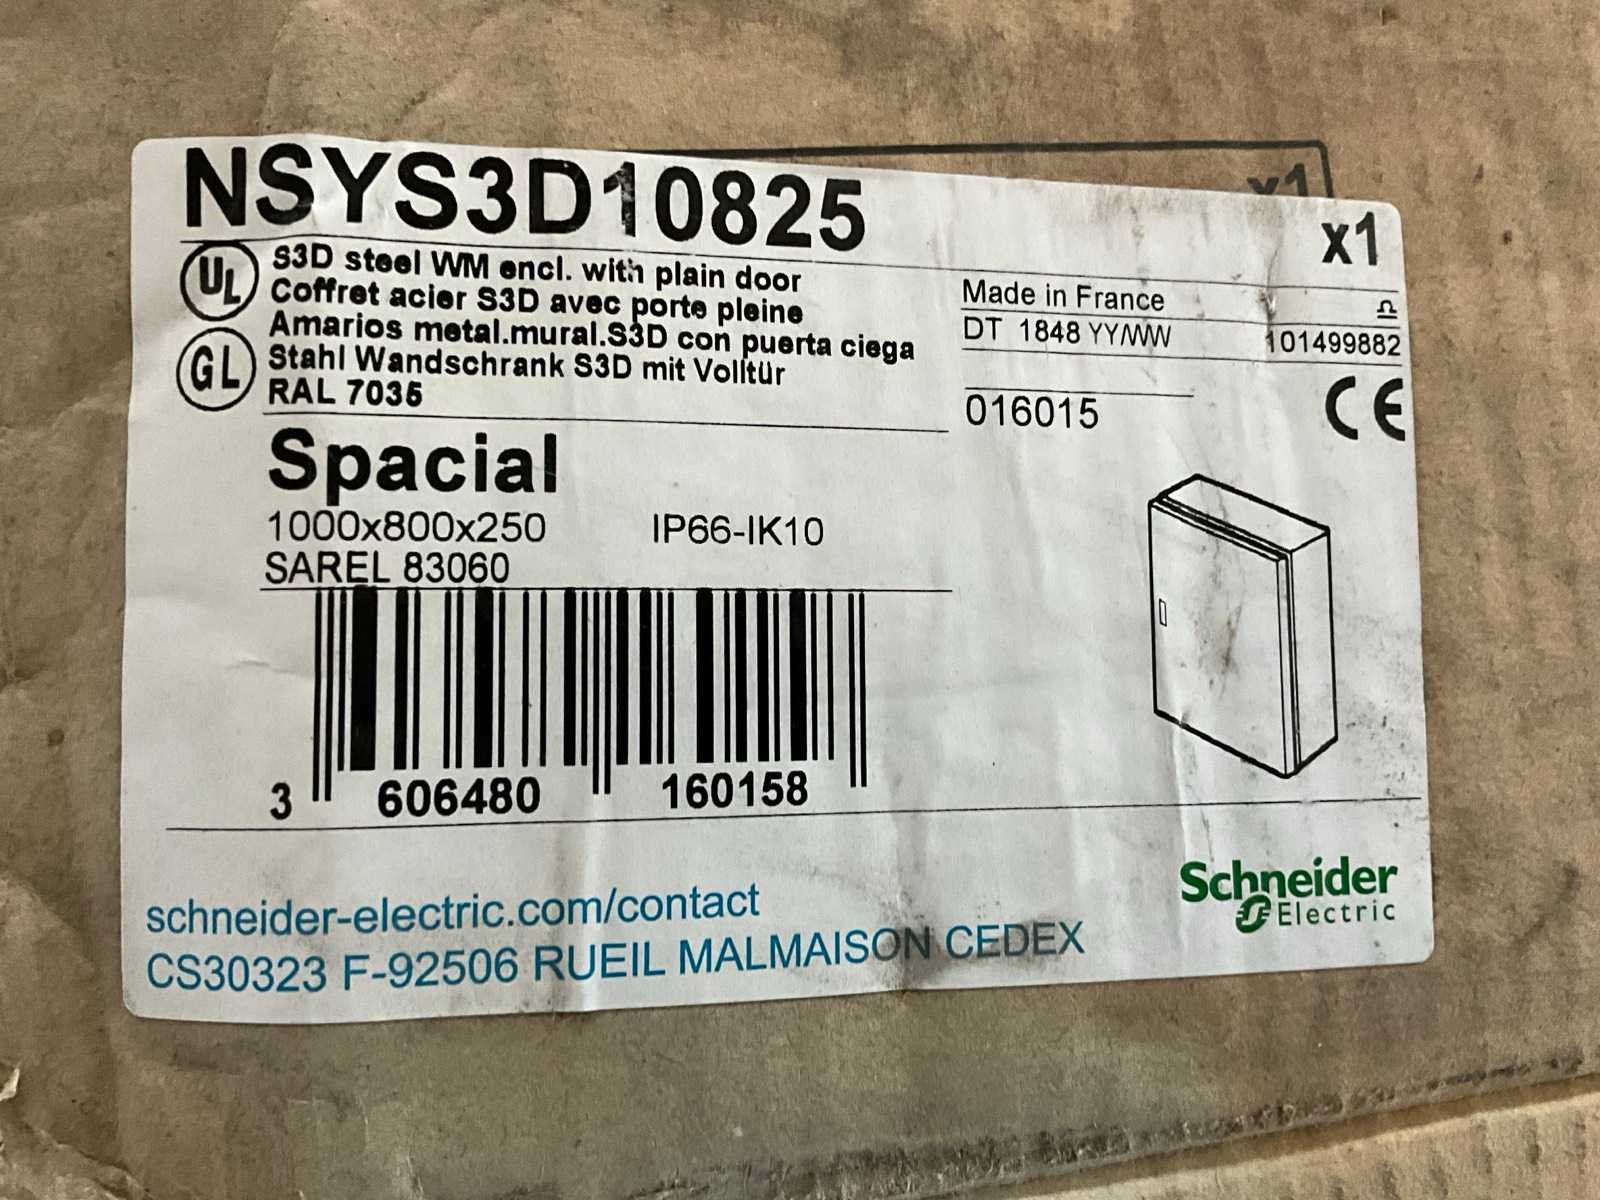 NSYS3D10825
x1
x1
UL
S3D steel WM encl. with plain door
Coffret acier S3D avec porte pleine
Amarios metal.mural.S3D con puerta ciega
GL
Stahl Wandschrank S3D mit Volltür
RAL 7035
Made in France
DT 1848 YY/WW
101499882
016015
CE
Spacial
1000x800x250 IP66-IK10
SAREL 83060
3 606480 160158
schneider-electric.com/contact
CS30323 F-92506 RUEIL MALMAISON CEDEX
Schneider
Electric